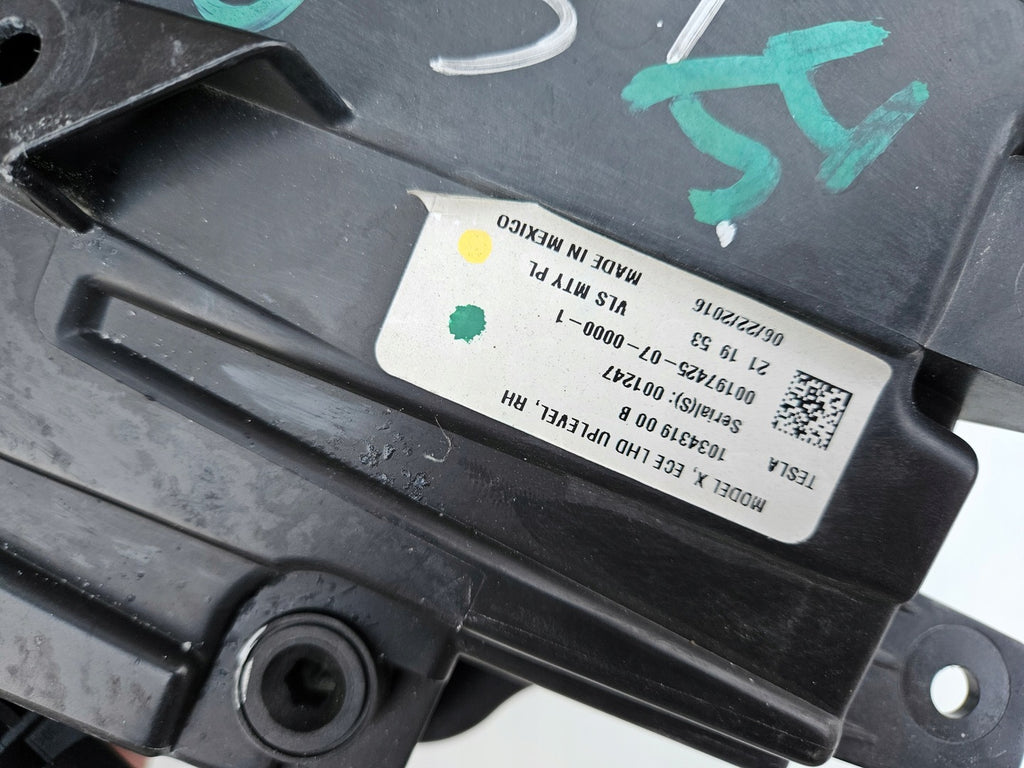 MODEL X, ECE LHD UPLEVEL, RH
TESLA
1034319 00 B
Serial(S): 001247
00197425-07-0000-1
21 19 53
VLS MTY PL
06/22/2016
MADE IN MEXICO